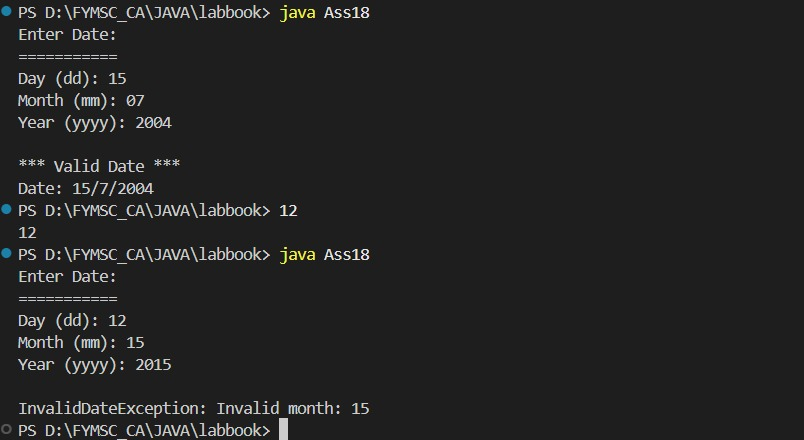 PS D:\FYMSC_CA\JAVA\labbook> java Ass18
Enter Date:
===========
Day (dd): 15
Month (mm): 07
Year (yyyy): 2004
*** Valid Date ***
Date: 15/7/2004
PS D:\FYMSC_CA\JAVA\labbook> 12
12
PS D:\FYMSC_CA\JAVA\labbook> java Ass18
Enter Date:
===========
Day (dd): 12
Month (mm): 15
Year (yyyy): 2015
InvalidDateException: Invalid month: 15
PS D:\FYMSC_CA\JAVA\labbook>